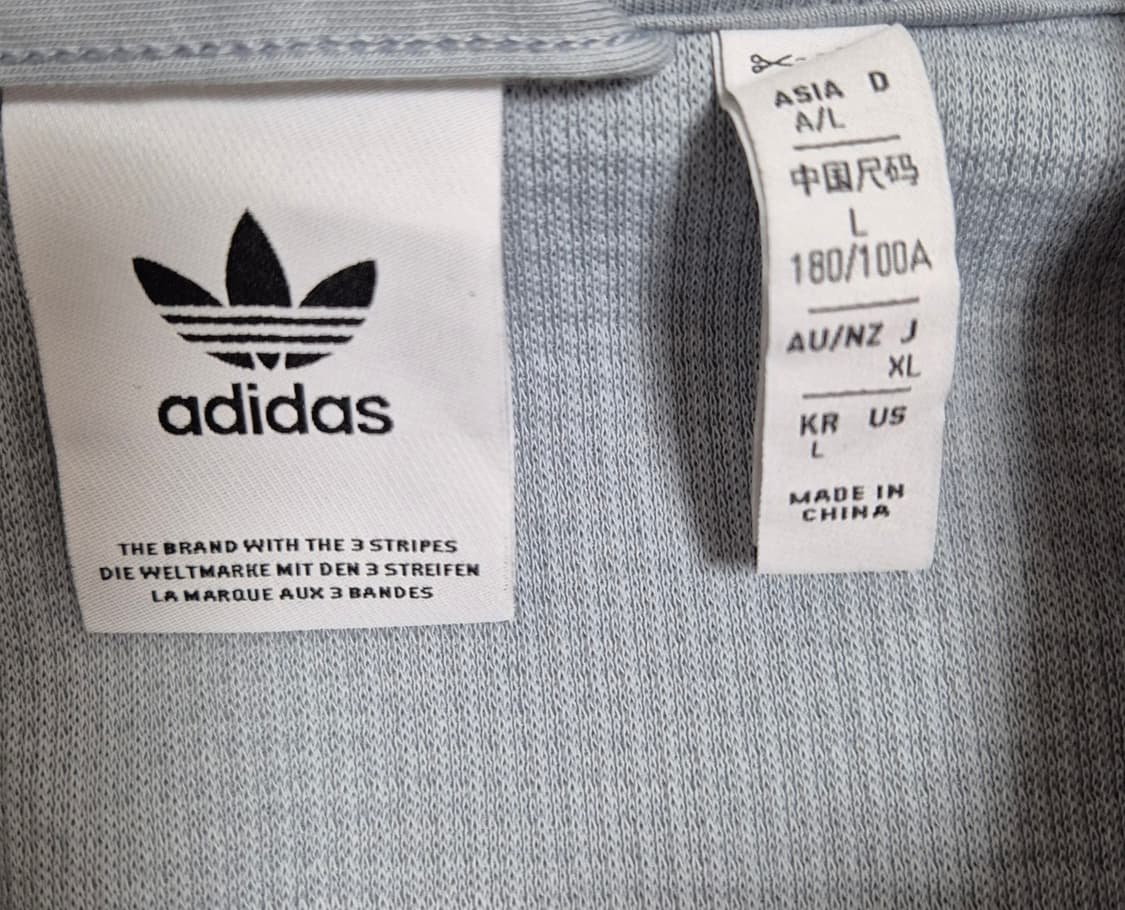 adidas
THE BRAND WITH THE 3 STRIPES
DIE WELTMARKE MIT DEN 3 STREIFEN
LA MARQUE AUX 3 BANDES
ASIA D
A/L
中国尺码
L
180/100A
AU/NZ J
XL
KR US
L
MADE IN
CHINA